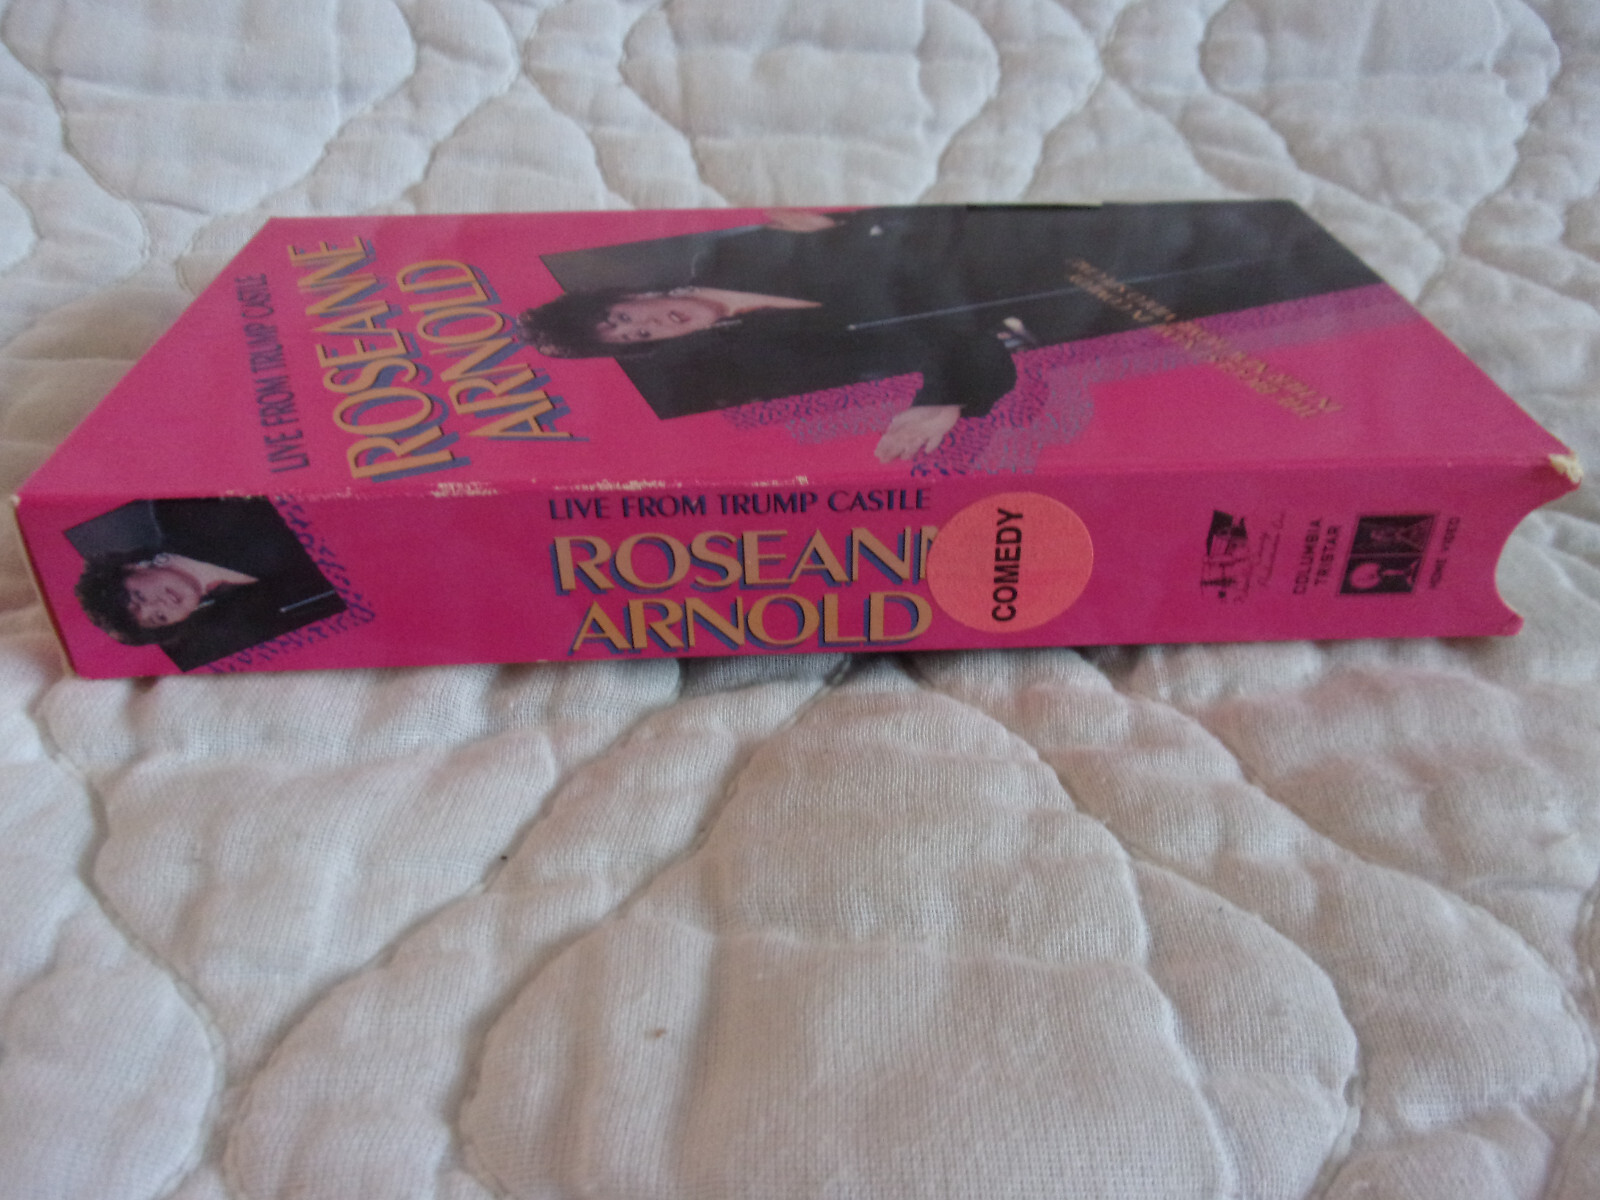 LIVE FROM TRUMP CASTLE
ROSEANNE
ARNOLD
LIVE FROM TRUMP CASTLE
ROSEANN
ARNOLD
COMEDY
COLUMBIA
TRISTAR
HOME VIDEO